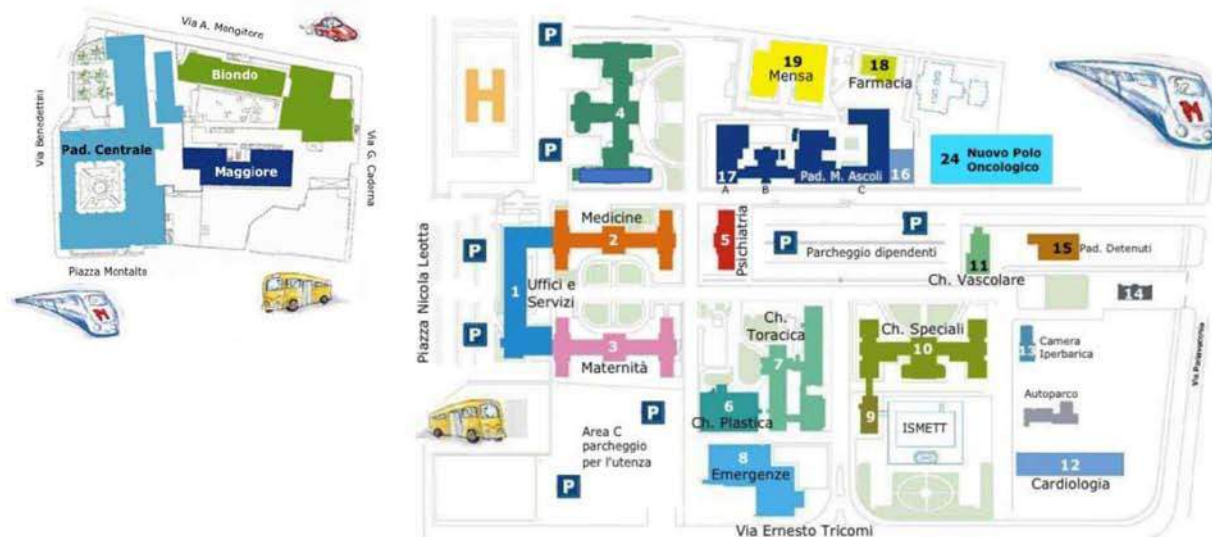 Via A. Mongitore
Biondo
Via Benedettini
Pad. Centrale
Maggiore
Via G. Cadorna
Piazza Montalto
M
M
H
P
P
P
4
19
Mensa
18
Farmacia
M
17
A
B
Pad. M. Ascoli
C
16
24 Nuovo Polo
Oncologico
Piazza Nicola Leotta
P
P
Medicine
2
1
Uffici e
Servizi
3
Maternità
5
Psichiatria
P
P
Parcheggio dipendenti
11
Ch. Vascolare
15
Pad. Detenuti
14
Ch.
Toracica
7
Ch. Speciali
10
13
Camera
Iperbarica
6
Ch. Plastica
9
ISMETT
Autoparco
P
Area C
parcheggio
per l'utenza
P
8
Emergenze
12
Cardiologia
Via Ernesto Tricomi